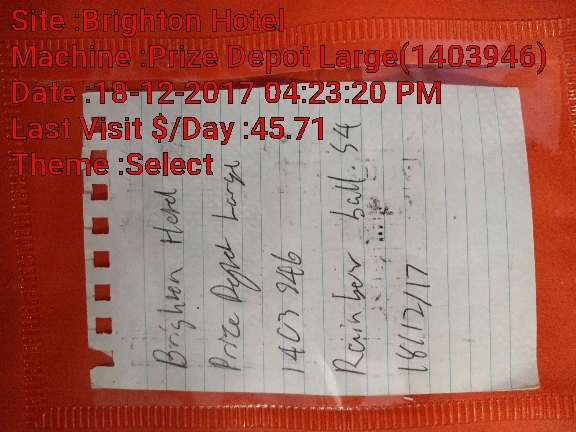 Site :Brighton Hotel
Machine :Prize Depot Large(1403946)
Date :18-12-2017 04:23:20 PM
Last Visit $/Day :45.71
Theme :Select
Brighton Hotel
Prize Depot Large
1403946
Rainbow ball. 54
18/12/17